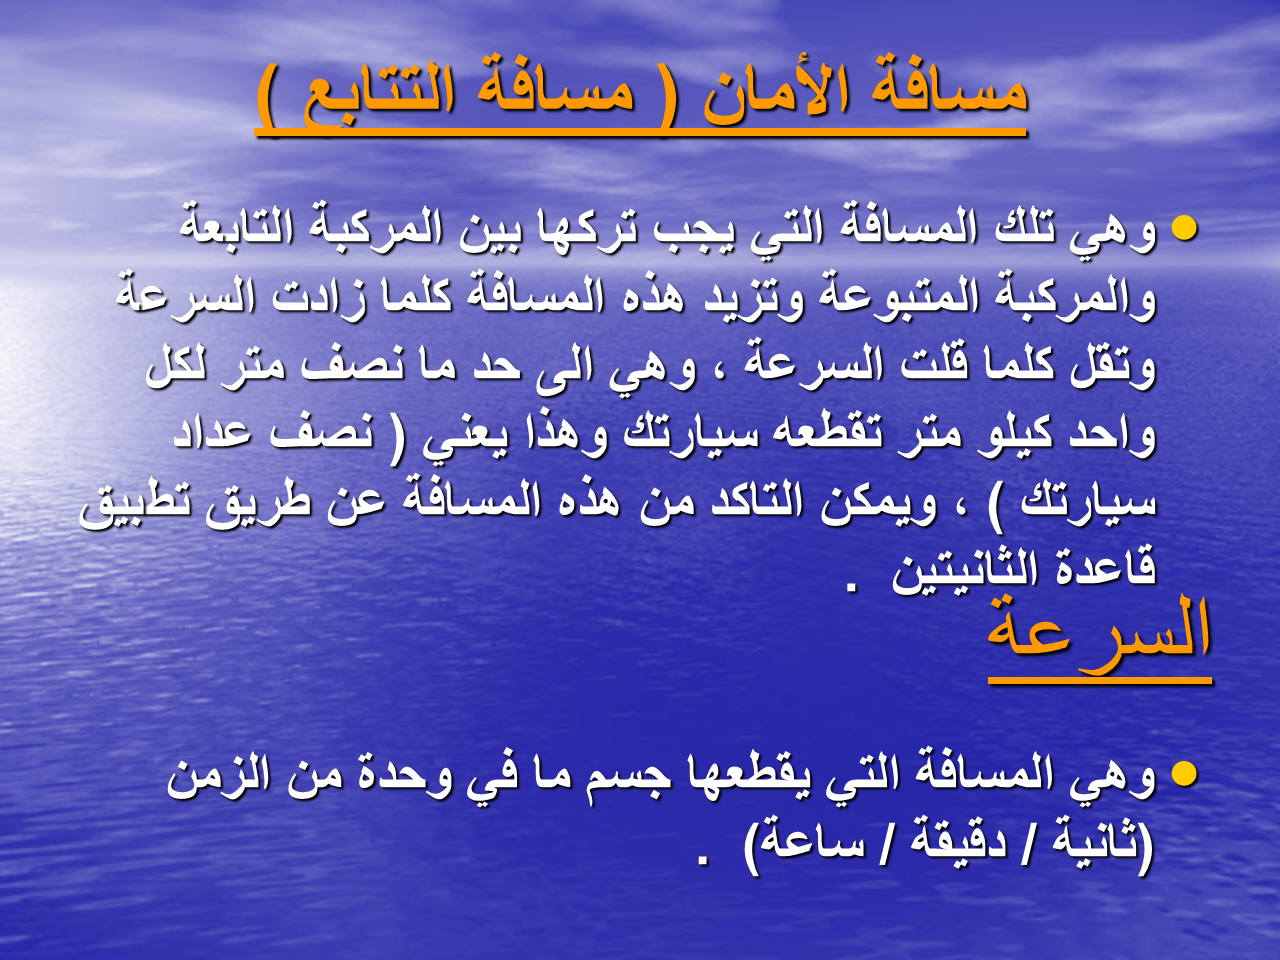 مسافة الأمان ( مسافة التتابع )
• وهي تلك المسافة التي يجب تركها بين المركبة التابعة
والمركبة المتبوعة وتزيد هذه المسافة كلما زادت السرعة
وتقل كلما قلت السرعة ، وهي الى حد ما نصف متر لكل
واحد كيلو متر تقطعه سيارتك وهذا يعني ( نصف عداد
سيارتك ) ، ويمكن التاكد من هذه المسافة عن طريق تطبيق
قاعدة الثانيتين .
السرعة
• وهي المسافة التي يقطعها جسم ما في وحدة من الزمن
(ثانية / دقيقة / ساعة) .